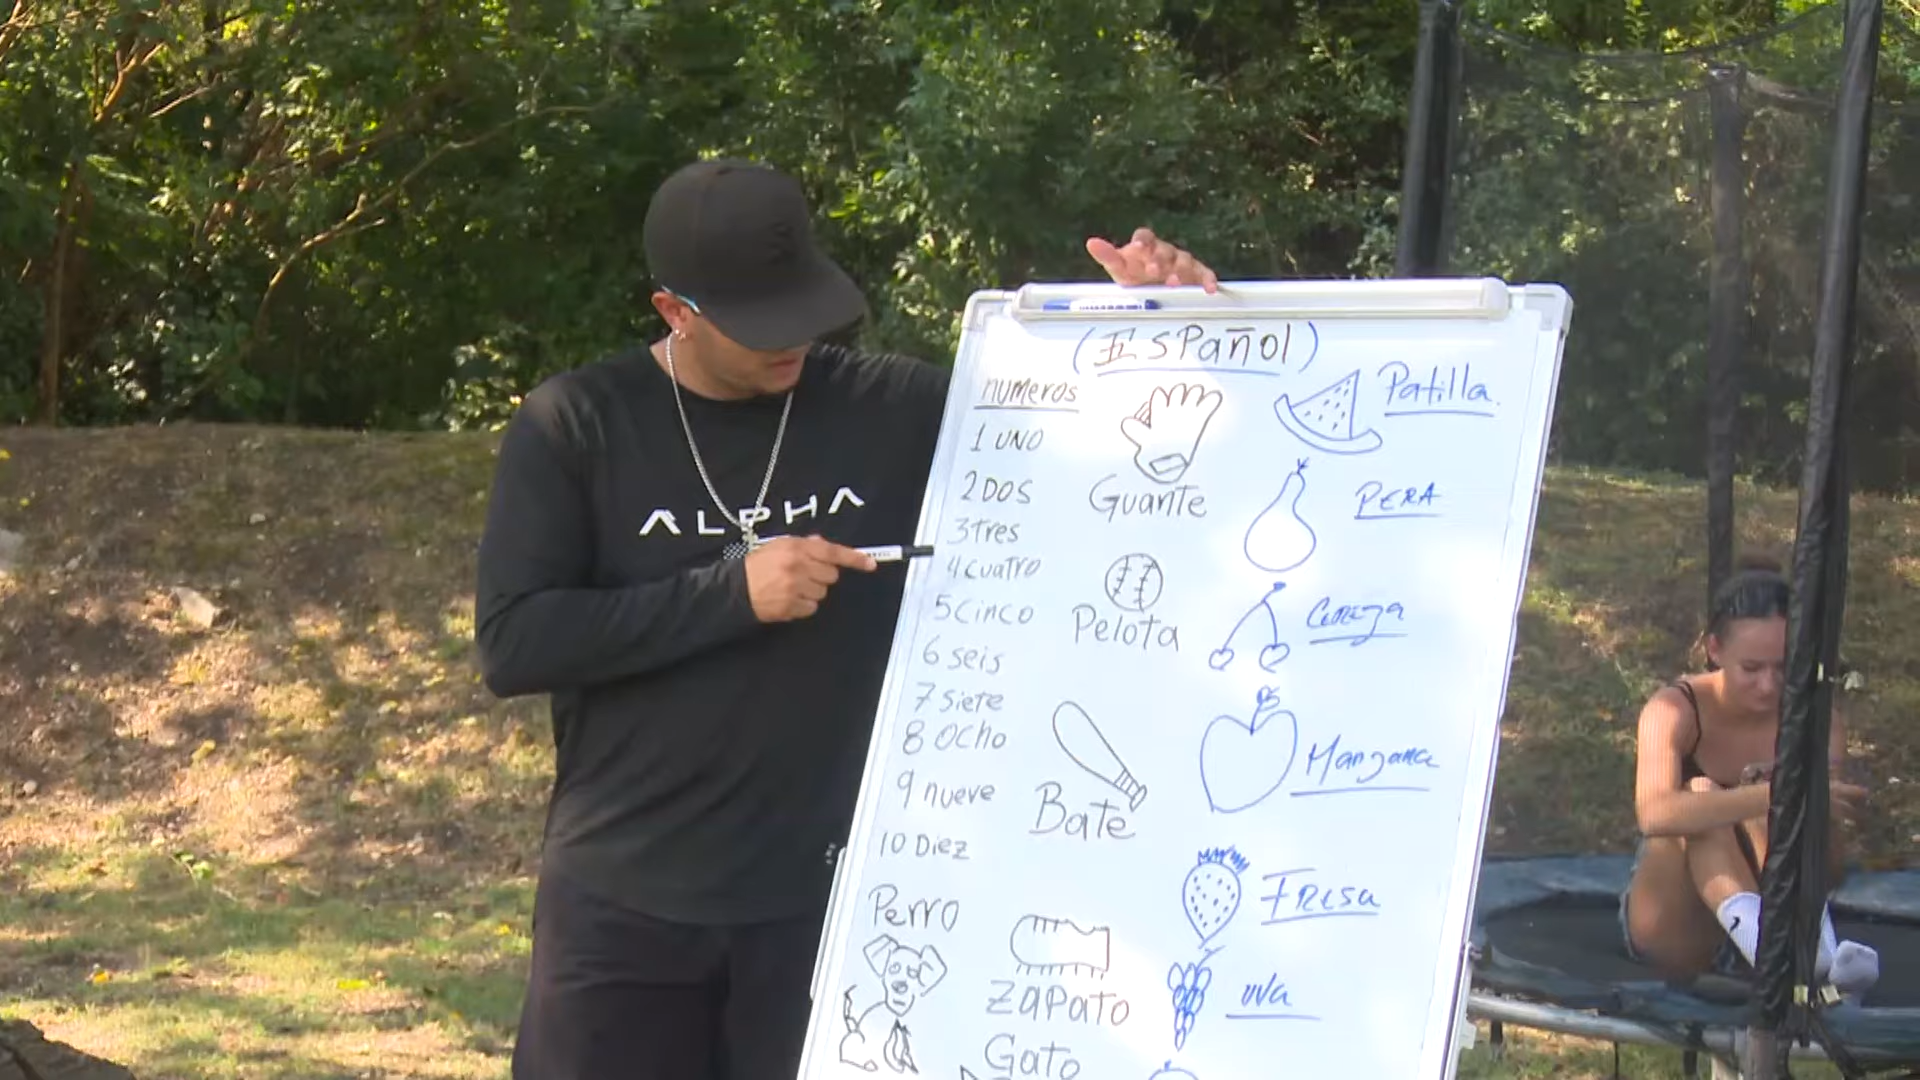 ALPHA
(Español)
numeros
1 uno
2 Dos
3 tres
4 cuatro
5 cinco
6 seis
7 siete
8 ocho
9 nueve
10 Diez
Perro
Guante
Pelota
Bate
Zapato
Gato
Patilla.
PERA
Cereza
Manzana
Fresa
uva